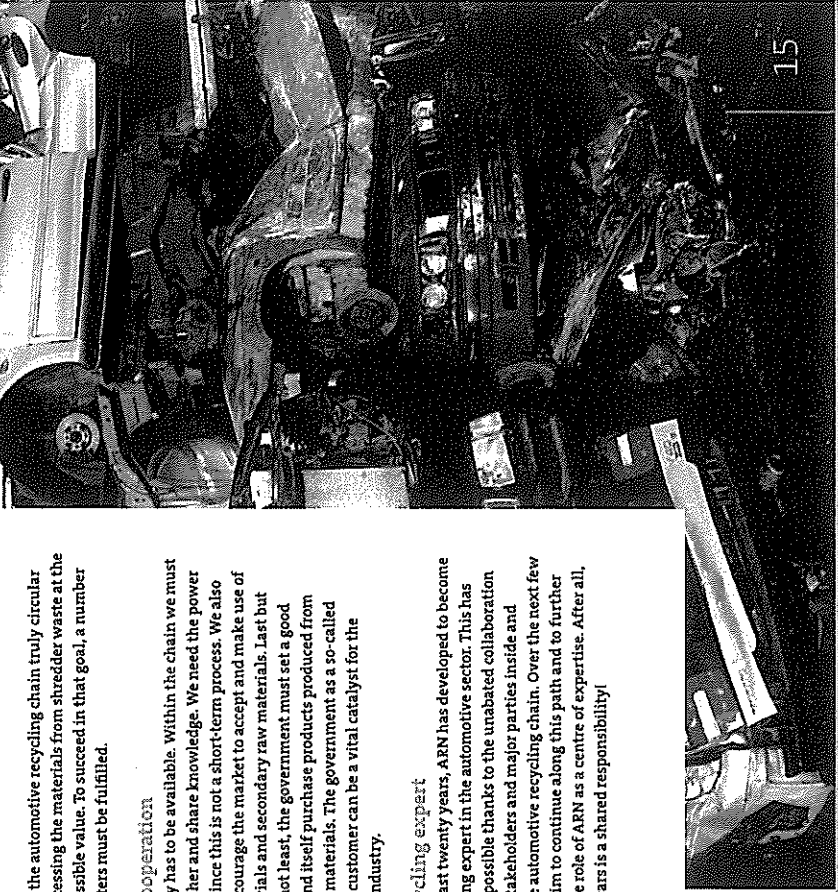 the automotive recycling chain truly circular
essing the materials from shredder waste at the
ssible value. To succeed in that goal, a number
ters must be fulfilled.
operation
y has to be available. Within the chain we must
her and share knowledge. We need the power
ince this is not a short-term process. We also
courage the market to accept and make use of
ials and secondary raw materials. Last but
not least, the government must set a good
nd itself purchase products produced from
materials. The government as a so-called
customer can be a vital catalyst for the
ndustry.
cling expert
ast twenty years, ARN has developed to become
ng expert in the automotive sector. This has
possible thanks to the unabated collaboration
takeholders and major parties inside and
e automotive recycling chain. Over the next few
im to continue along this path and to further
e role of ARN as a centre of expertise. After all,
ars is a shared responsibility!
15